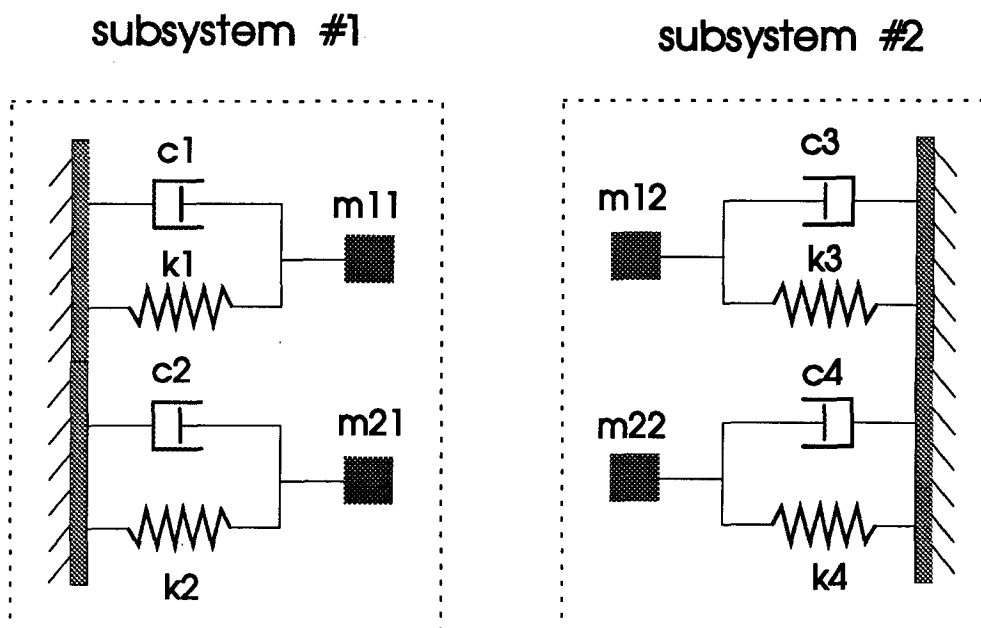 subsystem #1
subsystem #2
c1
m11
k1
c2
m21
k2
c3
m12
k3
c4
m22
k4